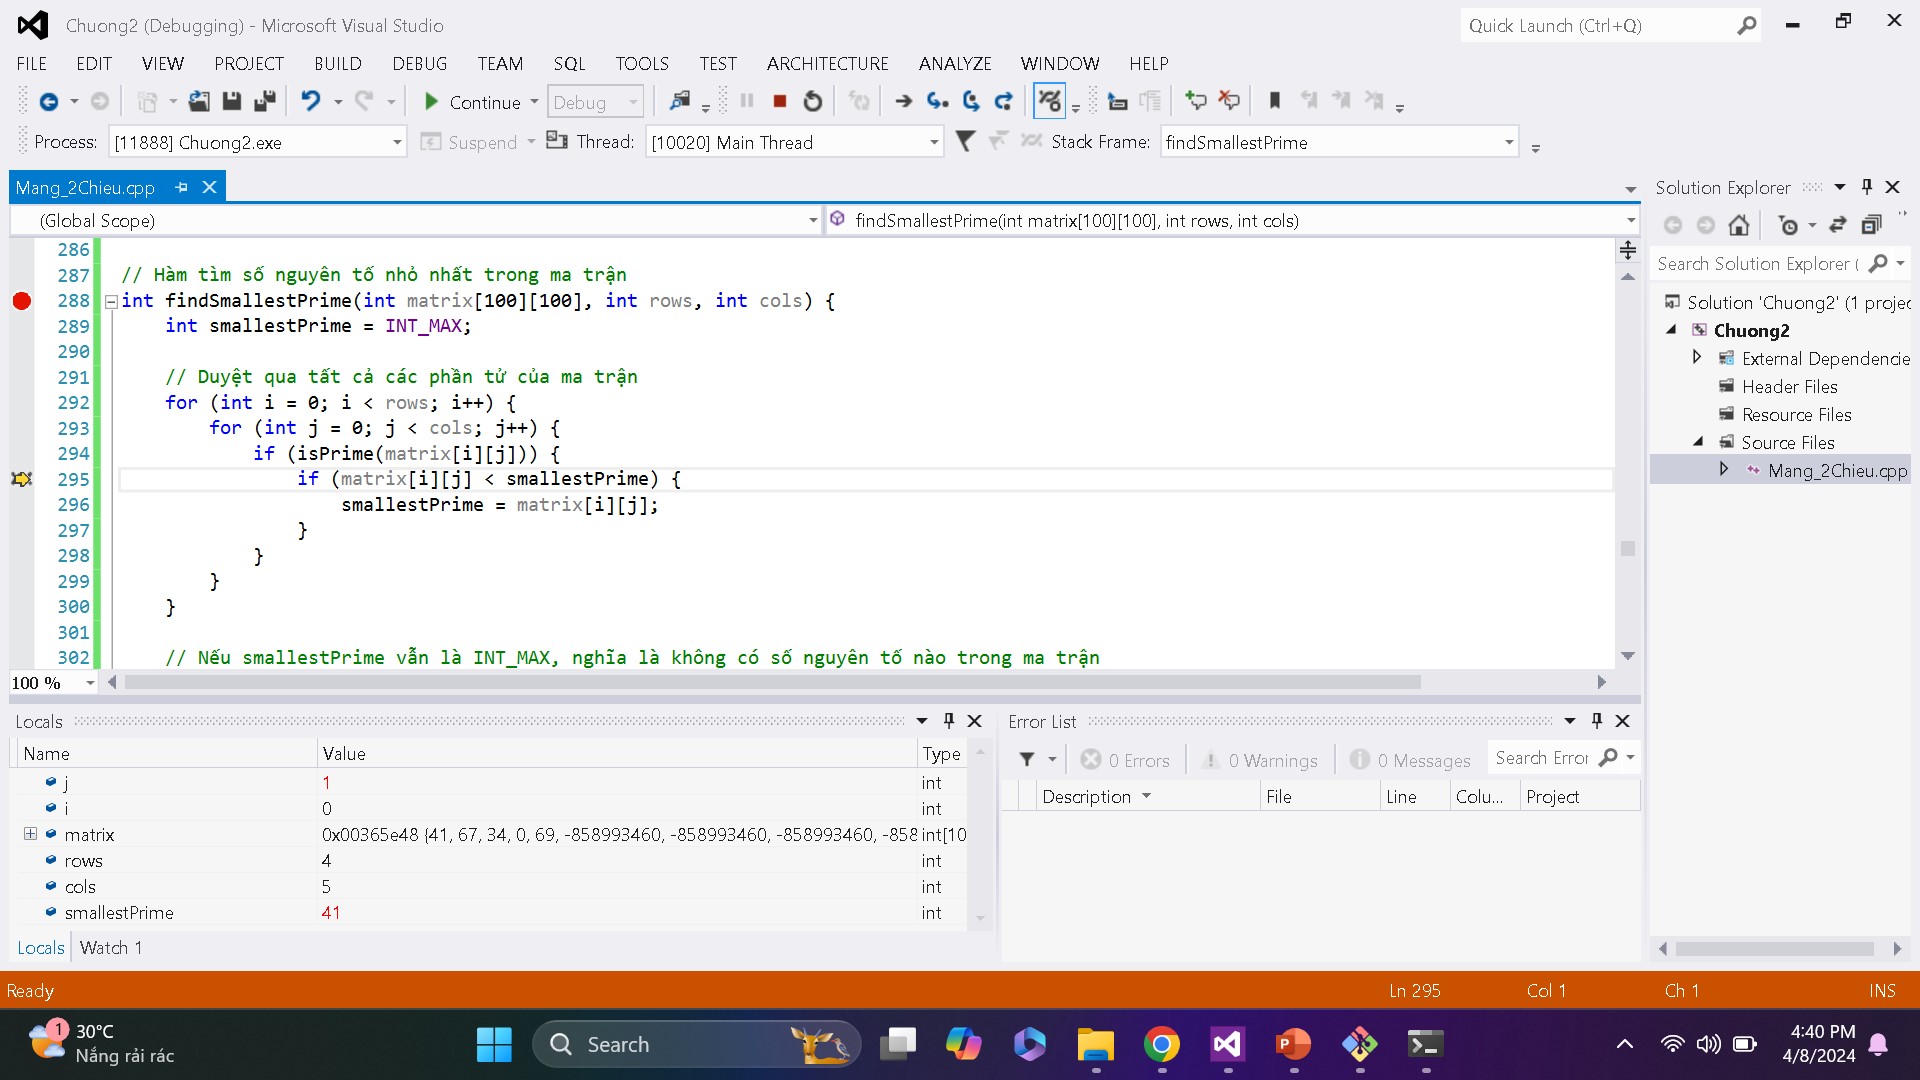 Chuong2 (Debugging) - Microsoft Visual Studio
Quick Launch (Ctrl+Q)
FILE EDIT VIEW PROJECT BUILD DEBUG TEAM SQL TOOLS TEST ARCHITECTURE ANALYZE WINDOW HELP
Continue Debug
Process: [11888] Chuong2.exe Suspend Thread: [10020] Main Thread Stack Frame: findSmallestPrime
Mang_2Chieu.cpp
(Global Scope) findSmallestPrime(int matrix[100][100], int rows, int cols)
286
287 // Hàm tìm số nguyên tố nhỏ nhất trong ma trận
288 int findSmallestPrime(int matrix[100][100], int rows, int cols) {
289 int smallestPrime = INT_MAX;
290
291 // Duyệt qua tất cả các phần tử của ma trận
292 for (int i = 0; i < rows; i++) {
293 for (int j = 0; j < cols; j++) {
294 if (isPrime(matrix[i][j])) {
295 if (matrix[i][j] < smallestPrime) {
296 smallestPrime = matrix[i][j];
297 }
298 }
299 }
300 }
301
302 // Nếu smallestPrime vẫn là INT_MAX, nghĩa là không có số nguyên tố nào trong ma trận
100 %
Solution Explorer
Search Solution Explorer (
Solution 'Chuong2' (1 projec
Chuong2
External Dependencie
Header Files
Resource Files
Source Files
Mang_2Chieu.cpp
Locals
Name Value Type
j 1 int
i 0 int
matrix 0x00365e48 {41, 67, 34, 0, 69, -858993460, -858993460, -858993460, -858 int[10
rows 4 int
cols 5 int
smallestPrime 41 int
Locals Watch 1
Error List
0 Errors 0 Warnings 0 Messages Search Error
Description File Line Colu... Project
Ready Ln 295 Col 1 Ch 1 INS
1
30°C
Nắng rải rác
Search
4:40 PM
4/8/2024